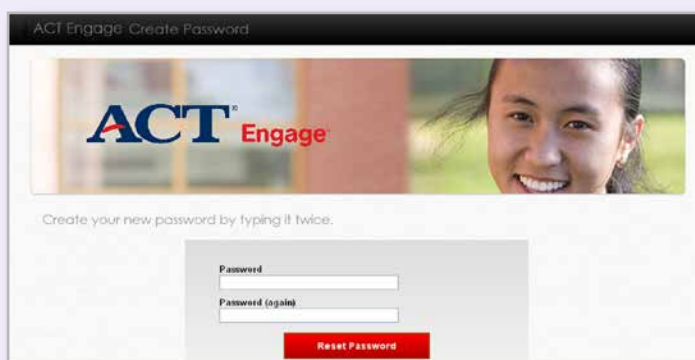 ACT Engage Create Password
ACT® Engage
Create your new password by typing it twice.
Password
Password (again)
Reset Password